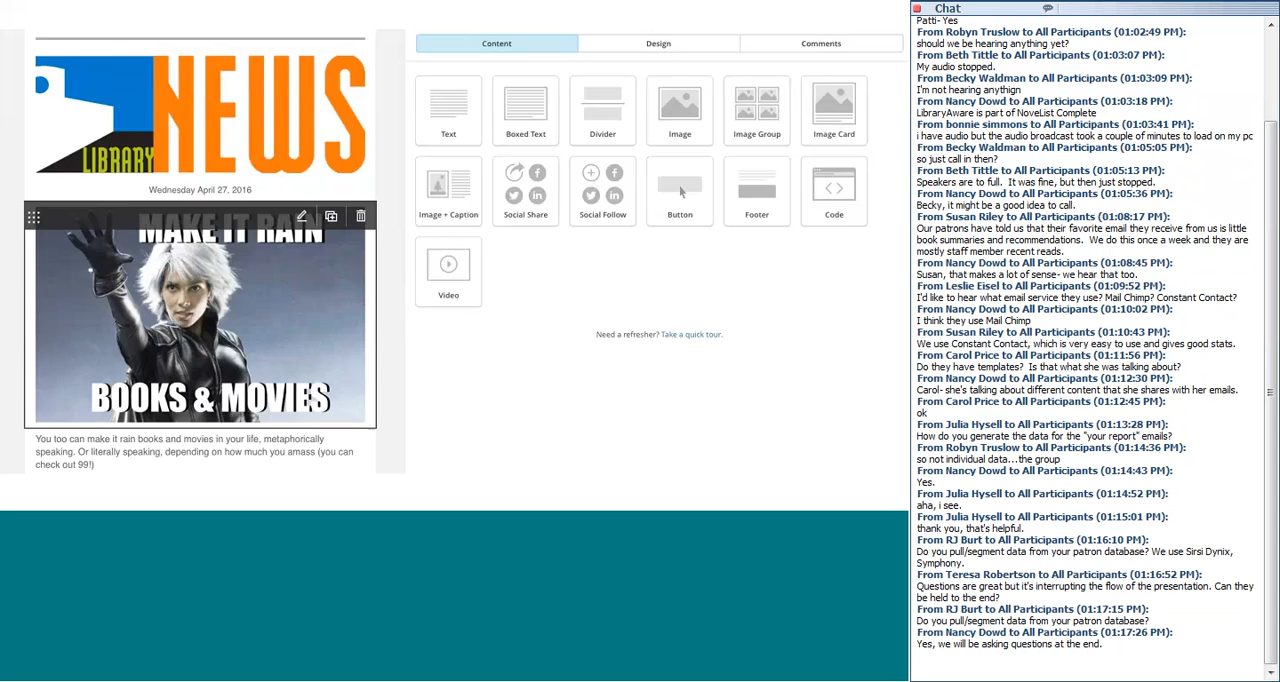 NEWS
LIBRARY
Wednesday April 27, 2016
MAKE IT RAIN
BOOKS & MOVIES
You too can make it rain books and movies in your life, metaphorically
speaking. Or literally speaking, depending on how much you amass (you can
check out 99!)
Content
Design
Comments
Text
Boxed Text
Divider
Image
Image Group
Image Card
Image + Caption
Social Share
Social Follow
Button
Footer
Code
Video
Need a refresher? Take a quick tour.
Chat
Patti- Yes
From Robyn Truslow to All Participants (01:02:49 PM):
should we be hearing anything yet?
From Beth Tittle to All Participants (01:03:07 PM):
My audio stopped.
From Becky Waldman to All Participants (01:03:09 PM):
I'm not hearing anythign
From Nancy Dowd to All Participants (01:03:18 PM):
LibraryAware is part of NoveList Complete
From bonnie simmons to All Participants (01:03:41 PM):
i have audio but the audio broadcast took a couple of minutes to load on my pc
From Becky Waldman to All Participants (01:05:05 PM):
so just call in then?
From Beth Tittle to All Participants (01:05:13 PM):
Speakers are to full.  It was fine, but then just stopped.
From Nancy Dowd to All Participants (01:05:36 PM):
Becky, it might be a good idea to call.
From Susan Riley to All Participants (01:08:17 PM):
Our patrons have told us that their favorite email they receive from us is little
book summaries and recommendations.  We do this once a week and they are
mostly staff member recent reads.
From Nancy Dowd to All Participants (01:08:45 PM):
Susan, that makes a lot of sense- we hear that too.
From Leslie Eisel to All Participants (01:09:52 PM):
I'd like to hear what email service they use? Mail Chimp? Constant Contact?
From Nancy Dowd to All Participants (01:10:02 PM):
I think they use Mail Chimp
From Susan Riley to All Participants (01:10:43 PM):
We use Constant Contact, which is very easy to use and gives good stats.
From Carol Price to All Participants (01:11:56 PM):
Do they have templates?  Is that what she was talking about?
From Nancy Dowd to All Participants (01:12:30 PM):
Carol- she's talking about different content that she shares with her emails.
From Carol Price to All Participants (01:12:45 PM):
ok
From Julia Hysell to All Participants (01:13:28 PM):
How do you generate the data for the "your report" emails?
From Robyn Truslow to All Participants (01:14:36 PM):
so not individual data...the group
From Nancy Dowd to All Participants (01:14:43 PM):
Yes.
From Julia Hysell to All Participants (01:14:52 PM):
aha, i see.
From Julia Hysell to All Participants (01:15:01 PM):
thank you, that's helpful.
From RJ Burt to All Participants (01:16:10 PM):
Do you pull/segment data from your patron database? We use Sirsi Dynix,
Symphony.
From Teresa Robertson to All Participants (01:16:52 PM):
Questions are great but it's interrupting the flow of the presentation. Can they
be held to the end?
From RJ Burt to All Participants (01:17:15 PM):
Do you pull/segment data from your patron database?
From Nancy Dowd to All Participants (01:17:26 PM):
Yes, we will be asking questions at the end.